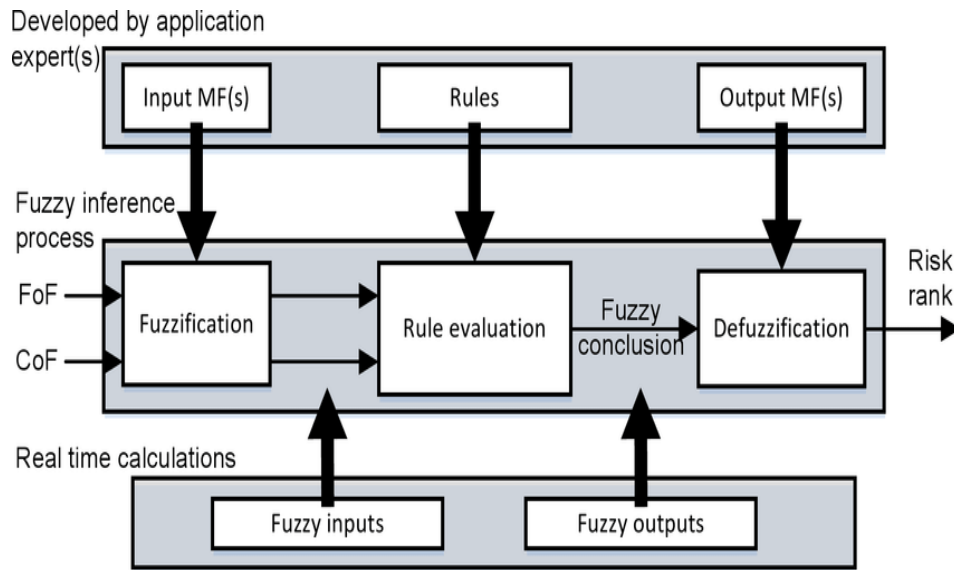 Developed by application
expert(s)
Input MF(s)
Rules
Output MF(s)
Fuzzy inference
process
FoF
CoF
Fuzzification
Rule evaluation
Fuzzy
conclusion
Defuzzification
Risk
rank
Real time calculations
Fuzzy inputs
Fuzzy outputs